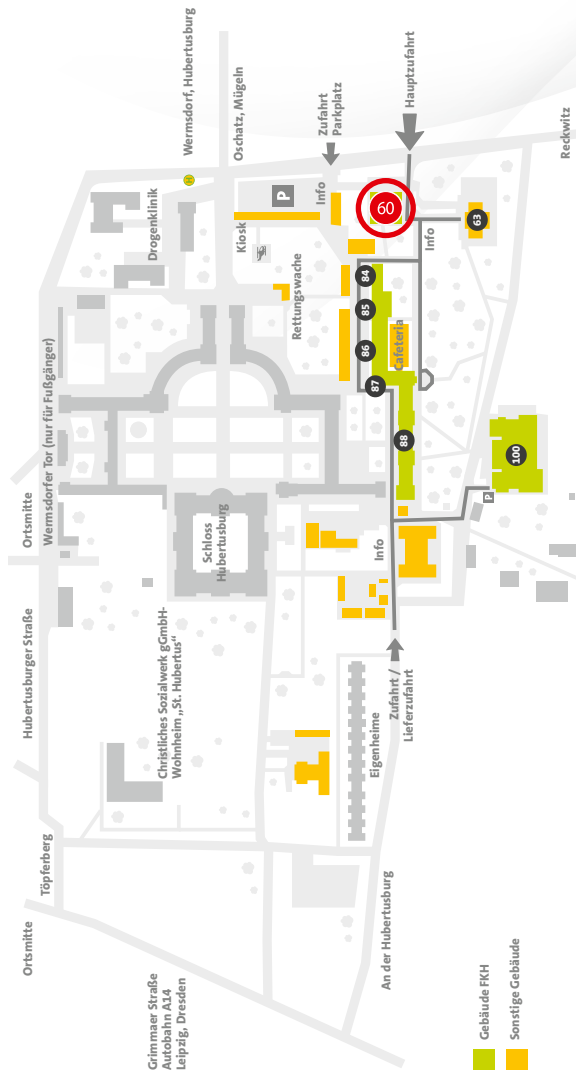 Ortsmitte
Grimmaer Straße
Autobahn A14
Leipzig, Dresden
Töpferberg
Hubertusburger Straße
Ortsmitte
Wermsdorfer Tor (nur für Fußgänger)
Christliches Sozialwerk gGmbH-
Wohnheim „St. Hubertus“
Schloss
Hubertusburg
Drogenklinik
H
Wermsdorf, Hubertusburg
Oschatz, Mügeln
Kiosk
P
Rettungswache
Info
Zufahrt
Parkplatz
Hauptzufahrt
60
Info
63
84
85
86
87
88
Cafeteria
100
P
Info
Zufahrt /
Lieferzufahrt
Eigenheime
An der Hubertusburg
Reckwitz
Gebäude FKH
Sonstige Gebäude